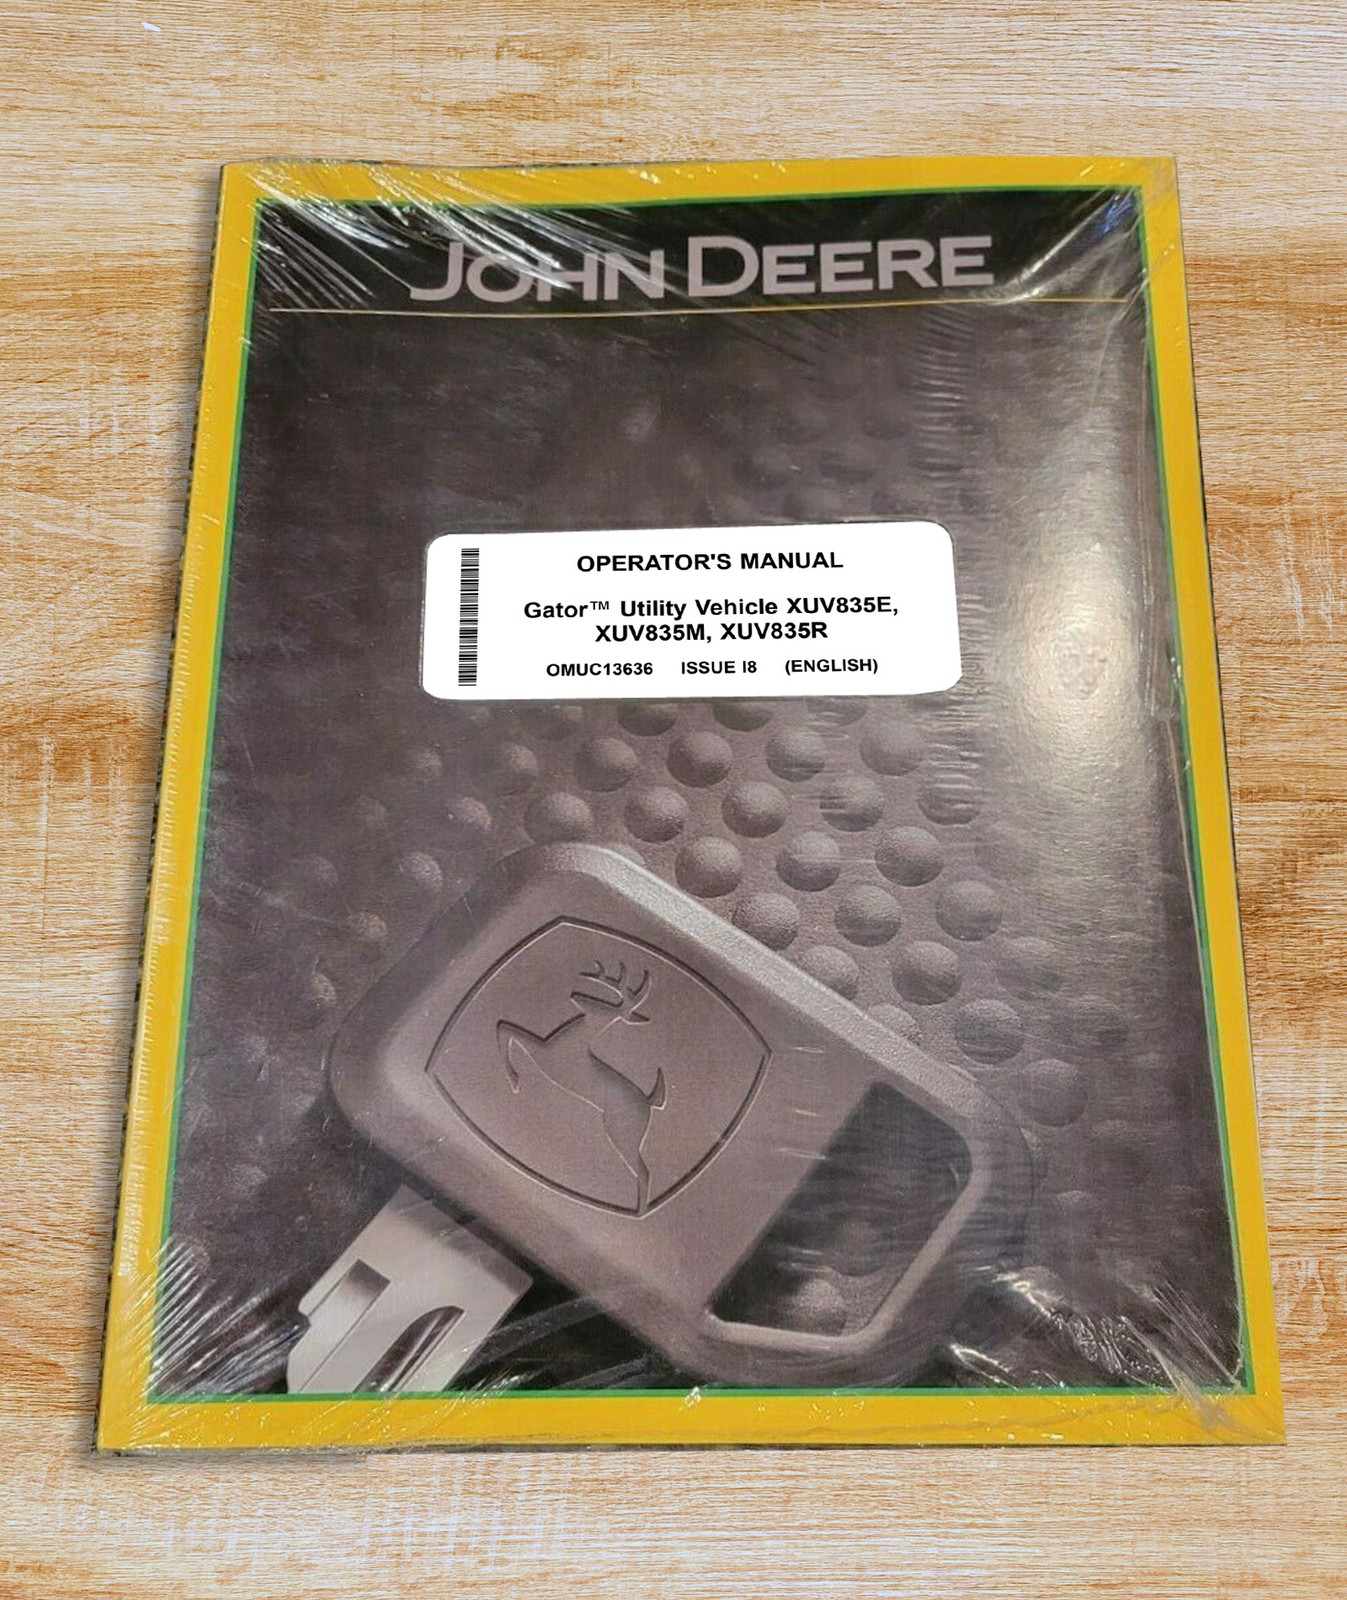 JOHN DEERE
OPERATOR'S MANUAL
Gator™ Utility Vehicle XUV835E,
XUV835M, XUV835R
OMUC13636 ISSUE I8 (ENGLISH)